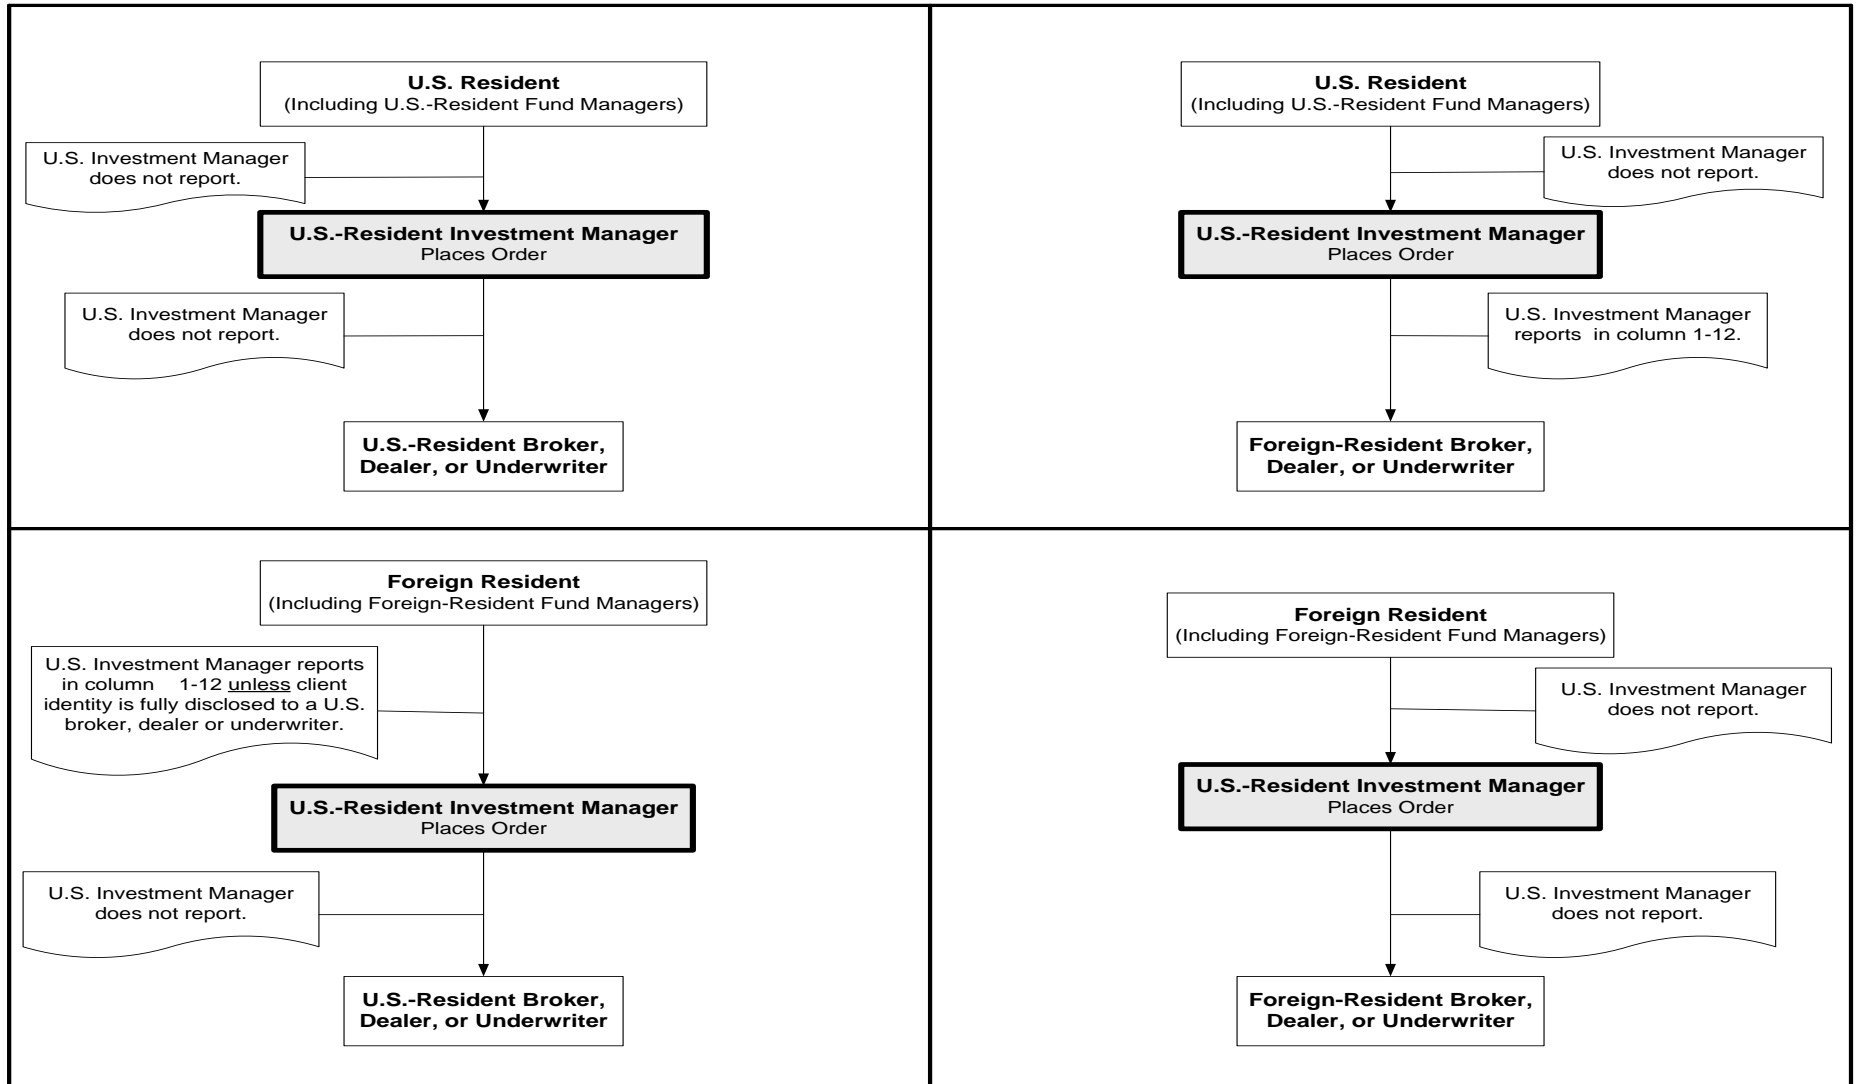 U.S. Resident
(Including U.S.-Resident Fund Managers)
U.S. Investment Manager
does not report.
U.S.-Resident Investment Manager
Places Order
U.S. Investment Manager
does not report.
U.S.-Resident Broker,
Dealer, or Underwriter
U.S. Resident
(Including U.S.-Resident Fund Managers)
U.S. Investment Manager
does not report.
U.S.-Resident Investment Manager
Places Order
U.S. Investment Manager
reports in column 1-12.
Foreign-Resident Broker,
Dealer, or Underwriter
Foreign Resident
(Including Foreign-Resident Fund Managers)
U.S. Investment Manager reports
in column 1-12 unless client
identity is fully disclosed to a U.S.
broker, dealer or underwriter.
U.S.-Resident Investment Manager
Places Order
U.S. Investment Manager
does not report.
U.S.-Resident Broker,
Dealer, or Underwriter
Foreign Resident
(Including Foreign-Resident Fund Managers)
U.S. Investment Manager
does not report.
U.S.-Resident Investment Manager
Places Order
U.S. Investment Manager
does not report.
Foreign-Resident Broker,
Dealer, or Underwriter